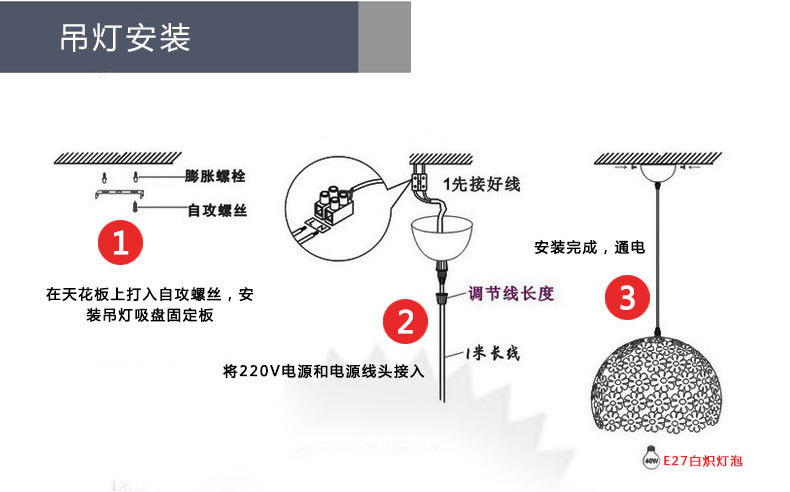 吊灯安装
膨胀螺栓
自攻螺丝
1
在天花板上打入自攻螺丝，安
装吊灯吸盘固定板
1先接好线
调节线长度
2
1米长线
将220V电源和电源线头接入
安装完成，通电
3
40W
E27白炽灯泡